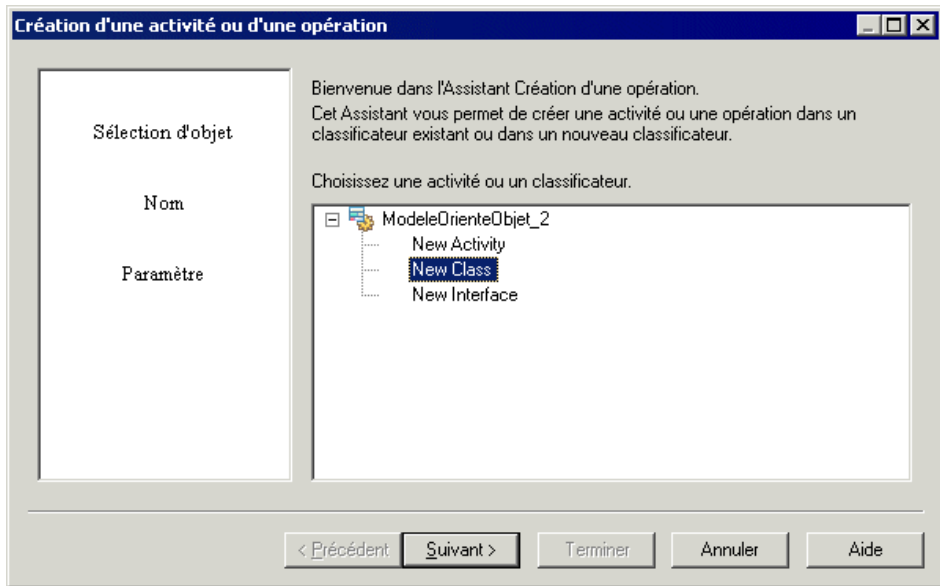 Création d'une activité ou d'une opération
Sélection d'objet
Nom
Paramètre
Bienvenue dans l'Assistant Création d'une opération.
Cet Assistant vous permet de créer une activité ou une opération dans un
classificateur existant ou dans un nouveau classificateur.
Choisissez une activité ou un classificateur.
ModeleOrienteObjet_2
New Activity
New Class
New Interface
< Précédent
Suivant >
Terminer
Annuler
Aide